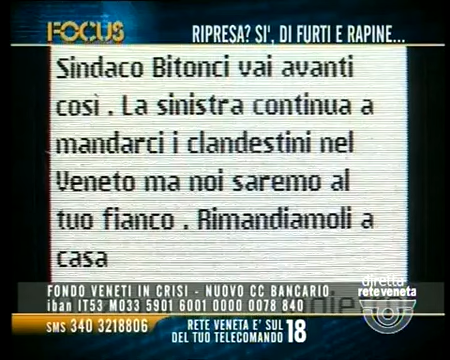 FOCUS
RIPRESA? SI', DI FURTI E RAPINE...
Sindaco Bitonci vai avanti
così . La sinistra continua a
mandarci i clandestini nel
Veneto ma noi saremo al
tuo fianco . Rimandiamoli a
casa
diretta
reteveneta
FONDO VENETI IN CRISI - NUOVO CC BANCARIO
iban IT53 M033 5901 6001 0000 0078 840
SMS 340 3218806
RETE VENETA E' SUL
DEL TUO TELECOMANDO 18